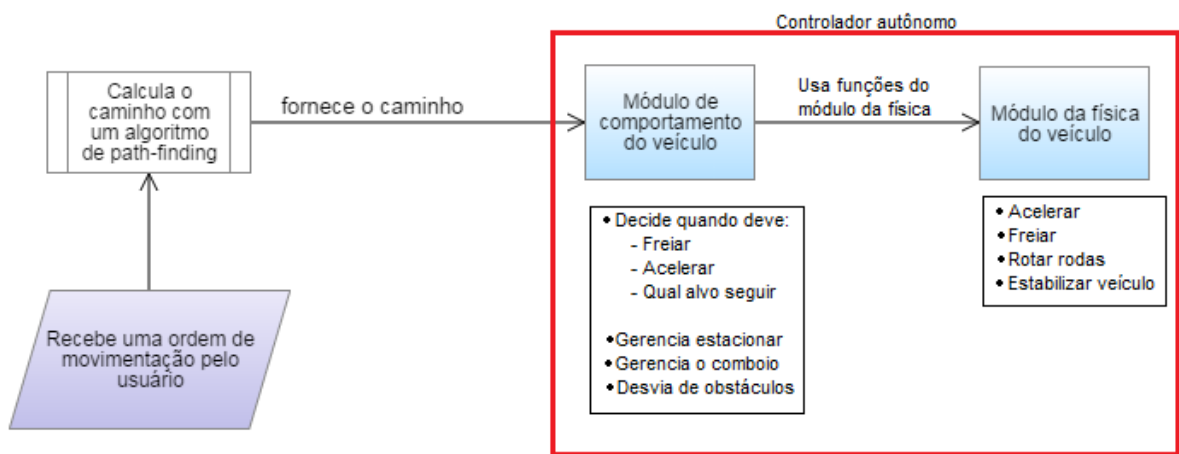 Controlador autônomo
Calcula o
caminho com
um algoritmo
de path-finding
fornece o caminho
Módulo de
comportamento
do veículo
Usa funções do
módulo da física
Módulo da física
do veículo
• Decide quando deve:
- Freiar
- Acelerar
- Qual alvo seguir
• Gerencia estacionar
• Gerencia o comboio
• Desvia de obstáculos
• Acelerar
• Freiar
• Rotar rodas
• Estabilizar veículo
Recebe uma ordem de
movimentação pelo
usuário